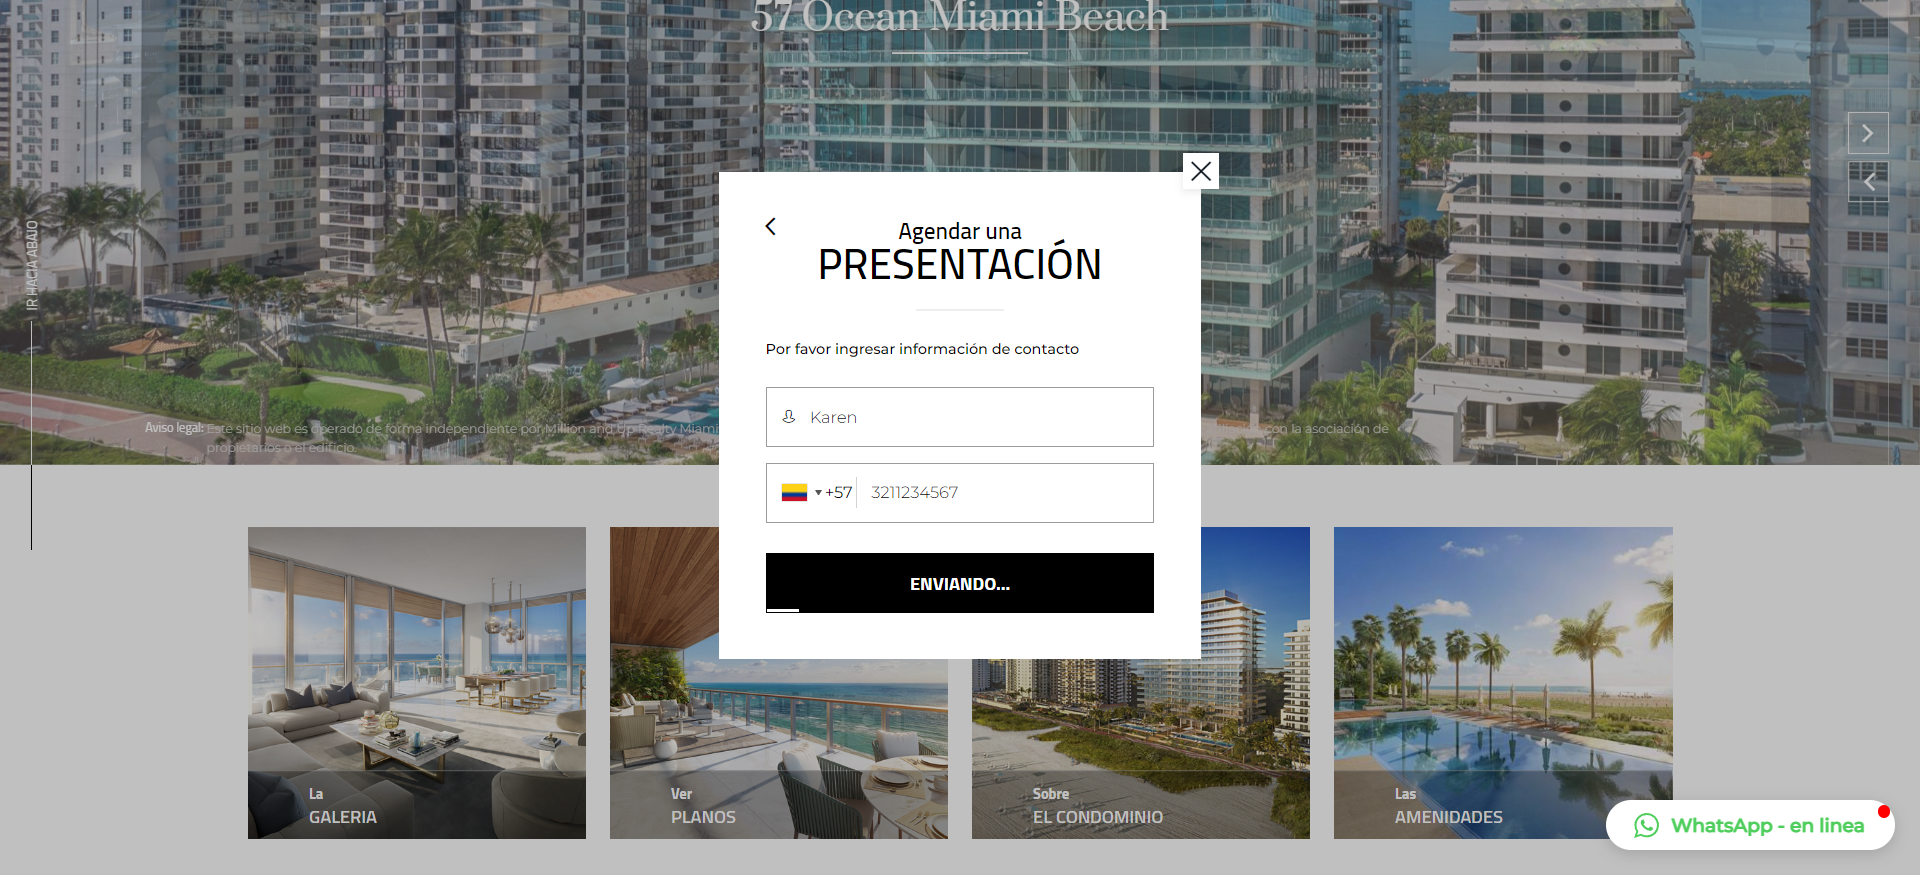 57 Ocean Miami Beach
IR HACIA ABAJO
Agendar una
PRESENTACIÓN
Por favor ingresar información de contacto
Karen
+57 3211234567
ENVIANDO...
Aviso legal: Este sitio web es operado de forma independiente por Million and Up Realty Miami
con la asociación de
propietarios o el edificio.
La
GALERIA
Ver
PLANOS
Sobre
EL CONDOMINIO
Las
AMENIDADES
WhatsApp - en linea